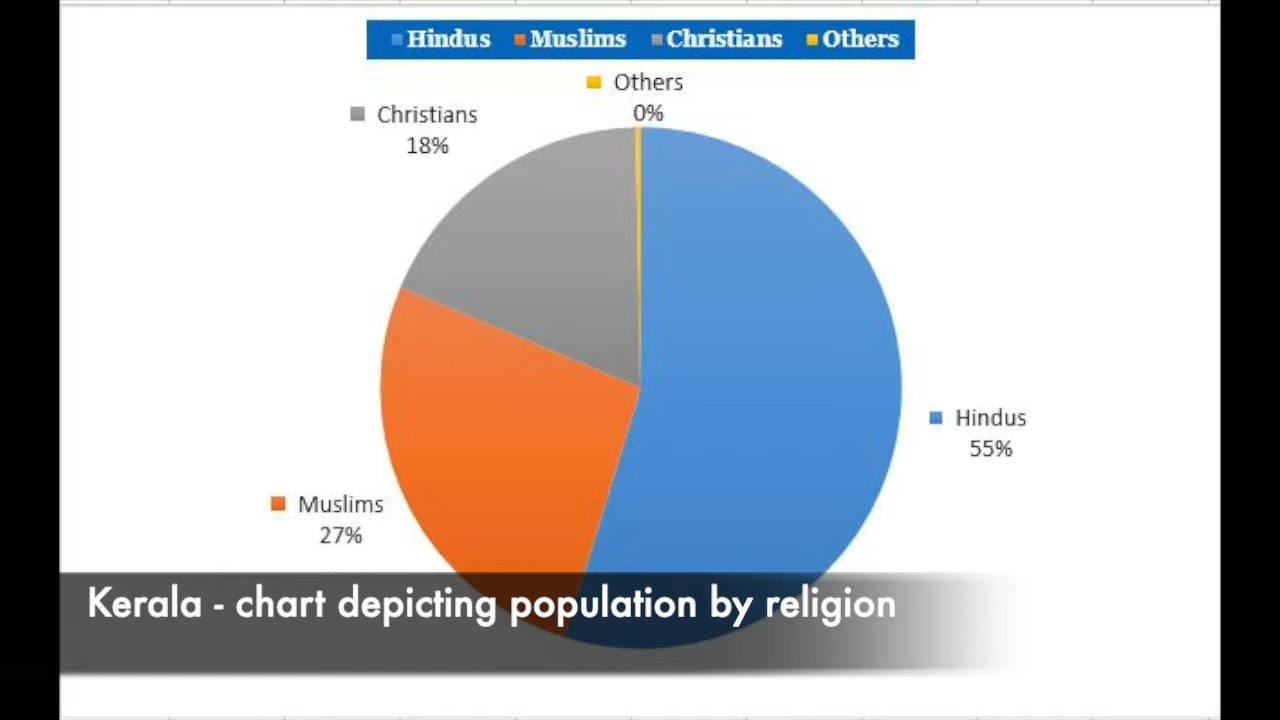 Hindus Muslims Christians Others
Others
0%
Christians
18%
Hindus
55%
Muslims
27%
Kerala - chart depicting population by religion